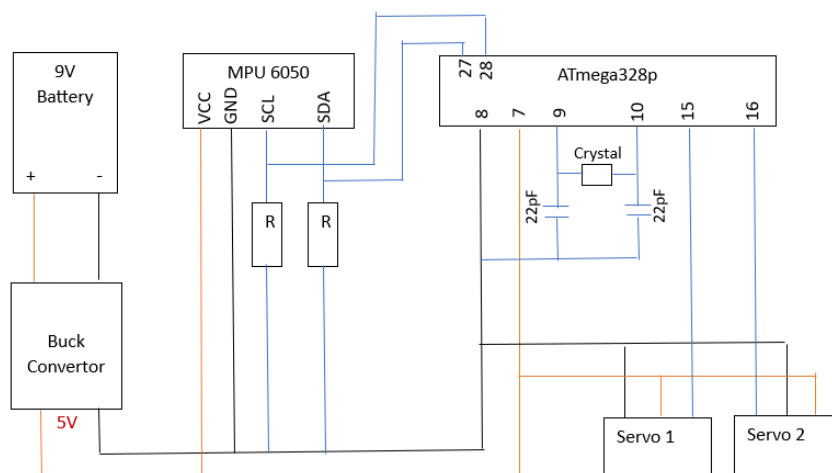 9V
Battery
+ -
Buck
Convertor
5V
MPU 6050
VCC
GND
SCL
SDA
R
R
27
28
ATmega328p
8
7
9
10
15
16
Crystal
22pF
22pF
Servo 1
Servo 2